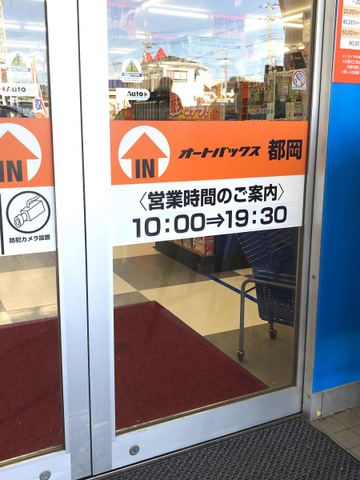 Auto
Auto
IN
IN
オートバックス 都岡
〈営業時間のご案内〉
10:00⇒19:30
防犯カメラ設置